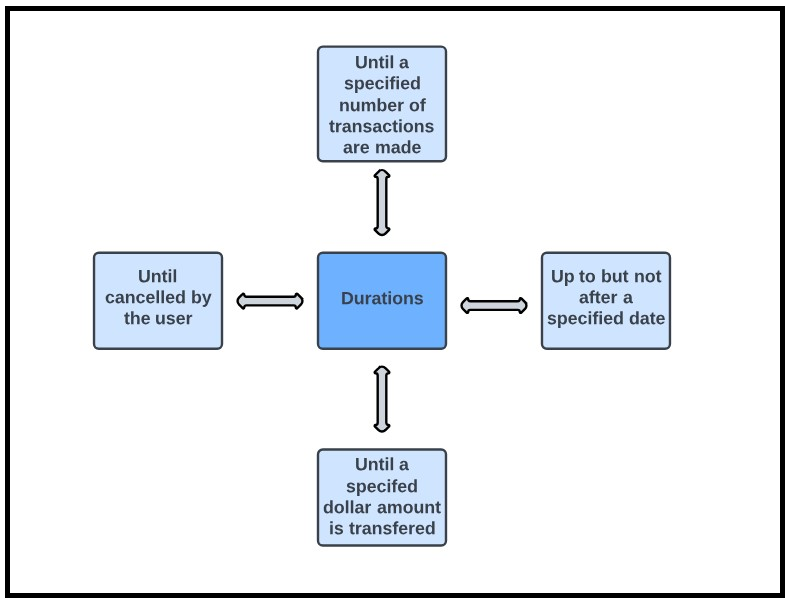 Until a
specified
number of
transactions
are made
Until
cancelled by
the user
Durations
Up to but not
after a
specified date
Until a
specifed
dollar amount
is transfered